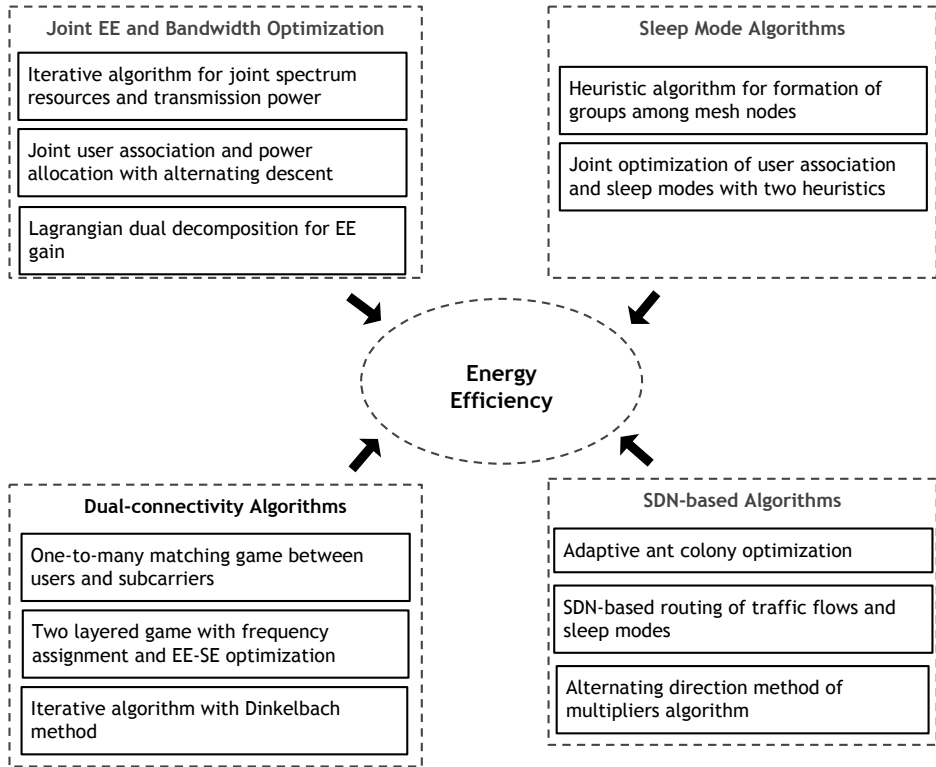 Joint EE and Bandwidth Optimization
Iterative algorithm for joint spectrum
resources and transmission power
Joint user association and power
allocation with alternating descent
Lagrangian dual decomposition for EE
gain
Sleep Mode Algorithms
Heuristic algorithm for formation of
groups among mesh nodes
Joint optimization of user association
and sleep modes with two heuristics
Energy
Efficiency
Dual-connectivity Algorithms
One-to-many matching game between
users and subcarriers
Two layered game with frequency
assignment and EE-SE optimization
Iterative algorithm with Dinkelbach
method
SDN-based Algorithms
Adaptive ant colony optimization
SDN-based routing of traffic flows and
sleep modes
Alternating direction method of
multipliers algorithm